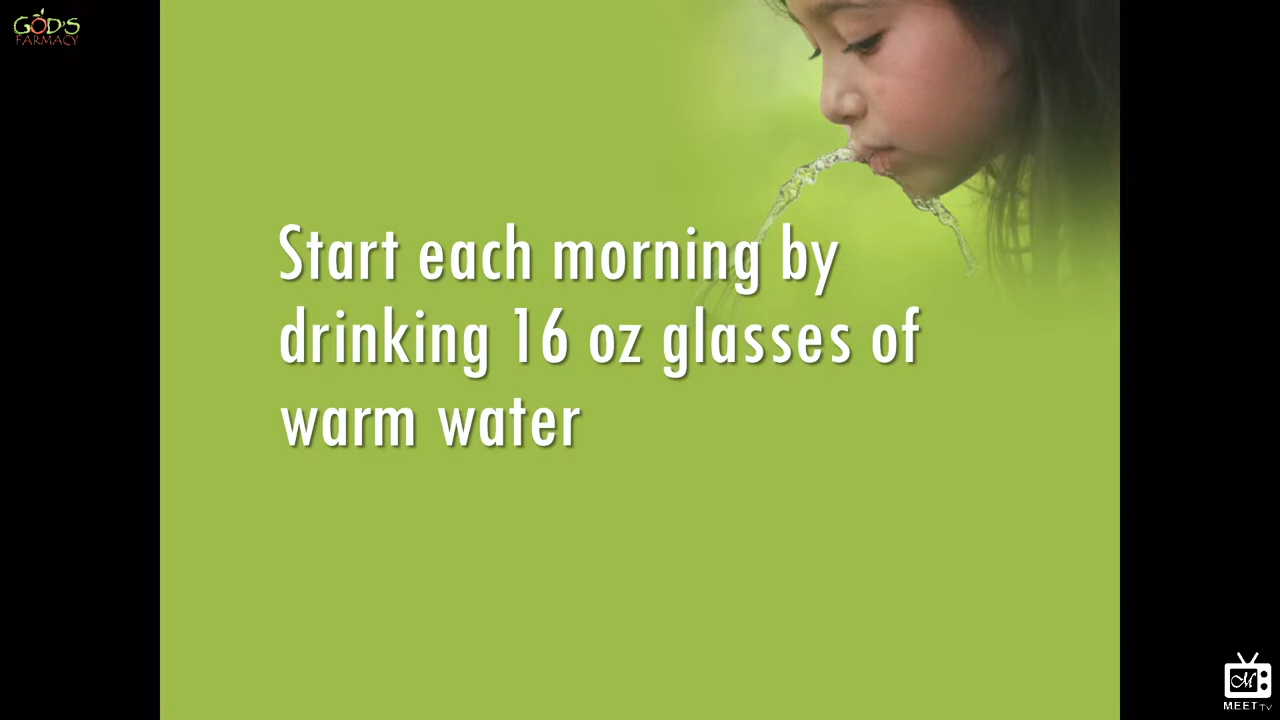 GOD'S
FARMACY
Start each morning by
drinking 16 oz glasses of
warm water
M
MEET TV